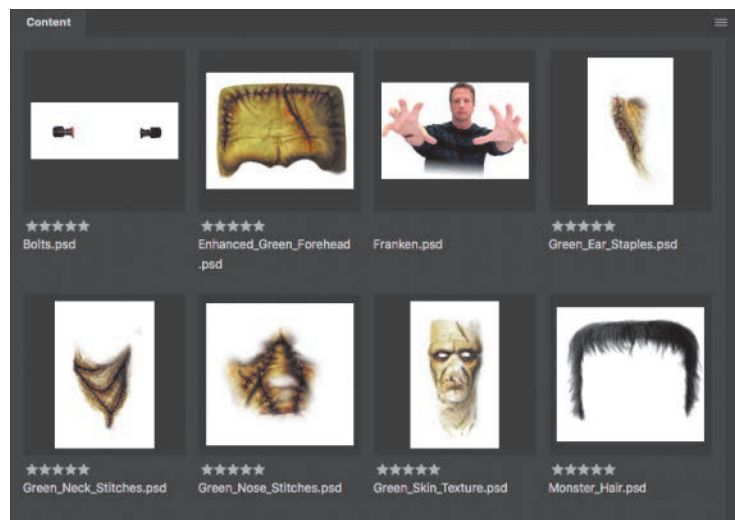 Content
Bolts.psd
Enhanced_Green_Forehead
.psd
Franken.psd
Green_Ear_Staples.psd
Green_Neck_Stitches.psd
Green_Nose_Stitches.psd
Green_Skin_Texture.psd
Monster_Hair.psd